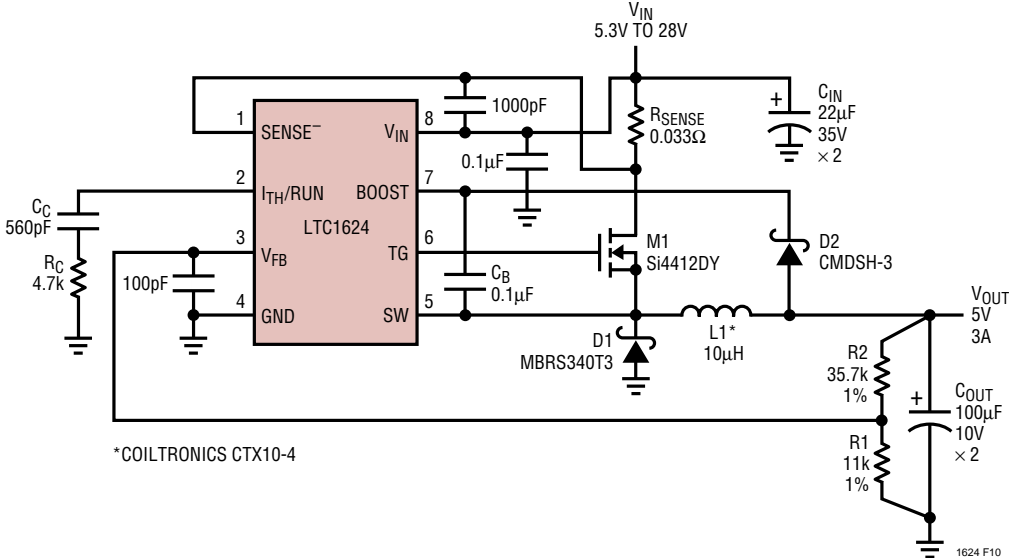 V_IN
5.3V TO 28V
C_IN
22µF
35V
× 2
+
R_SENSE
0.033Ω
1000pF
0.1µF
1
SENSE⁻
V_IN
8
2
I_TH/RUN
BOOST
7
LTC1624
3
V_FB
TG
6
4
GND
SW
5
C_C
560pF
R_C
4.7k
100pF
C_B
0.1µF
M1
Si4412DY
D2
CMDSH-3
D1
MBRS340T3
L1*
10µH
V_OUT
5V
3A
R2
35.7k
1%
+
C_OUT
100µF
10V
× 2
R1
11k
1%
*COILTRONICS CTX10-4
1624 F10